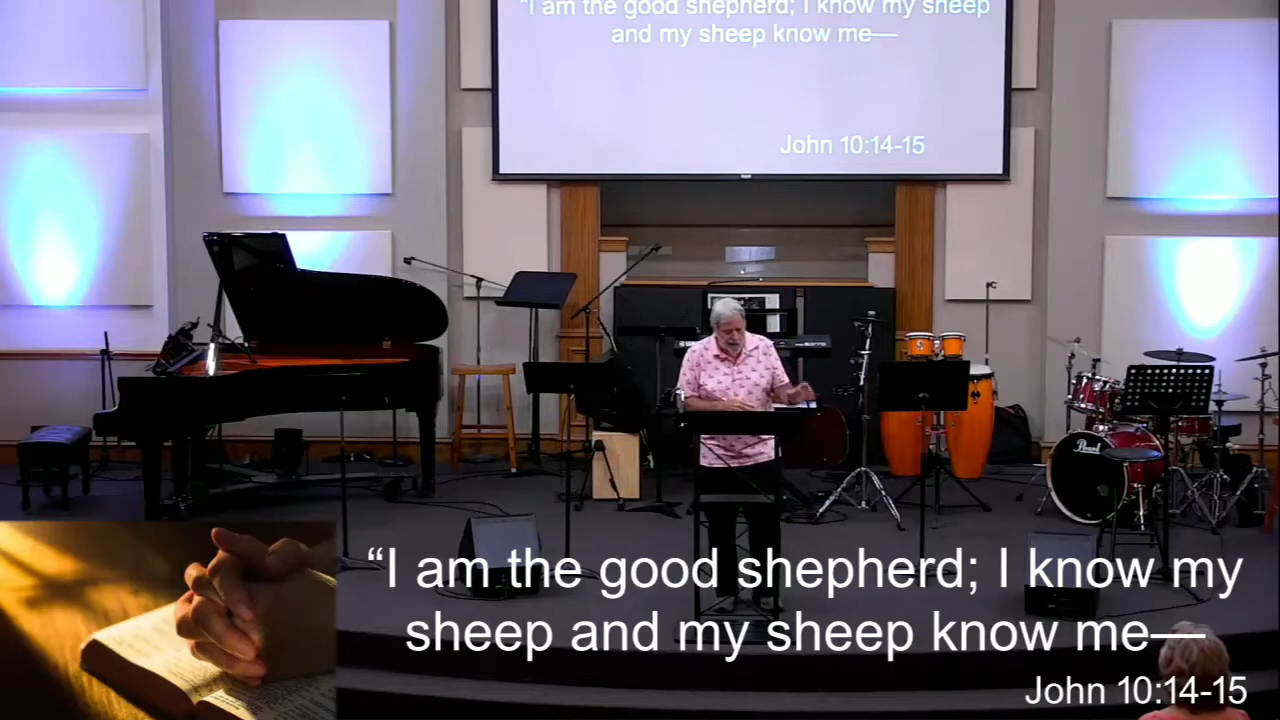 “I am the good shepherd; I know my sheep
and my sheep know me—
John 10:14-15
Pearl
“I am the good shepherd; I know my
sheep and my sheep know me—
John 10:14-15